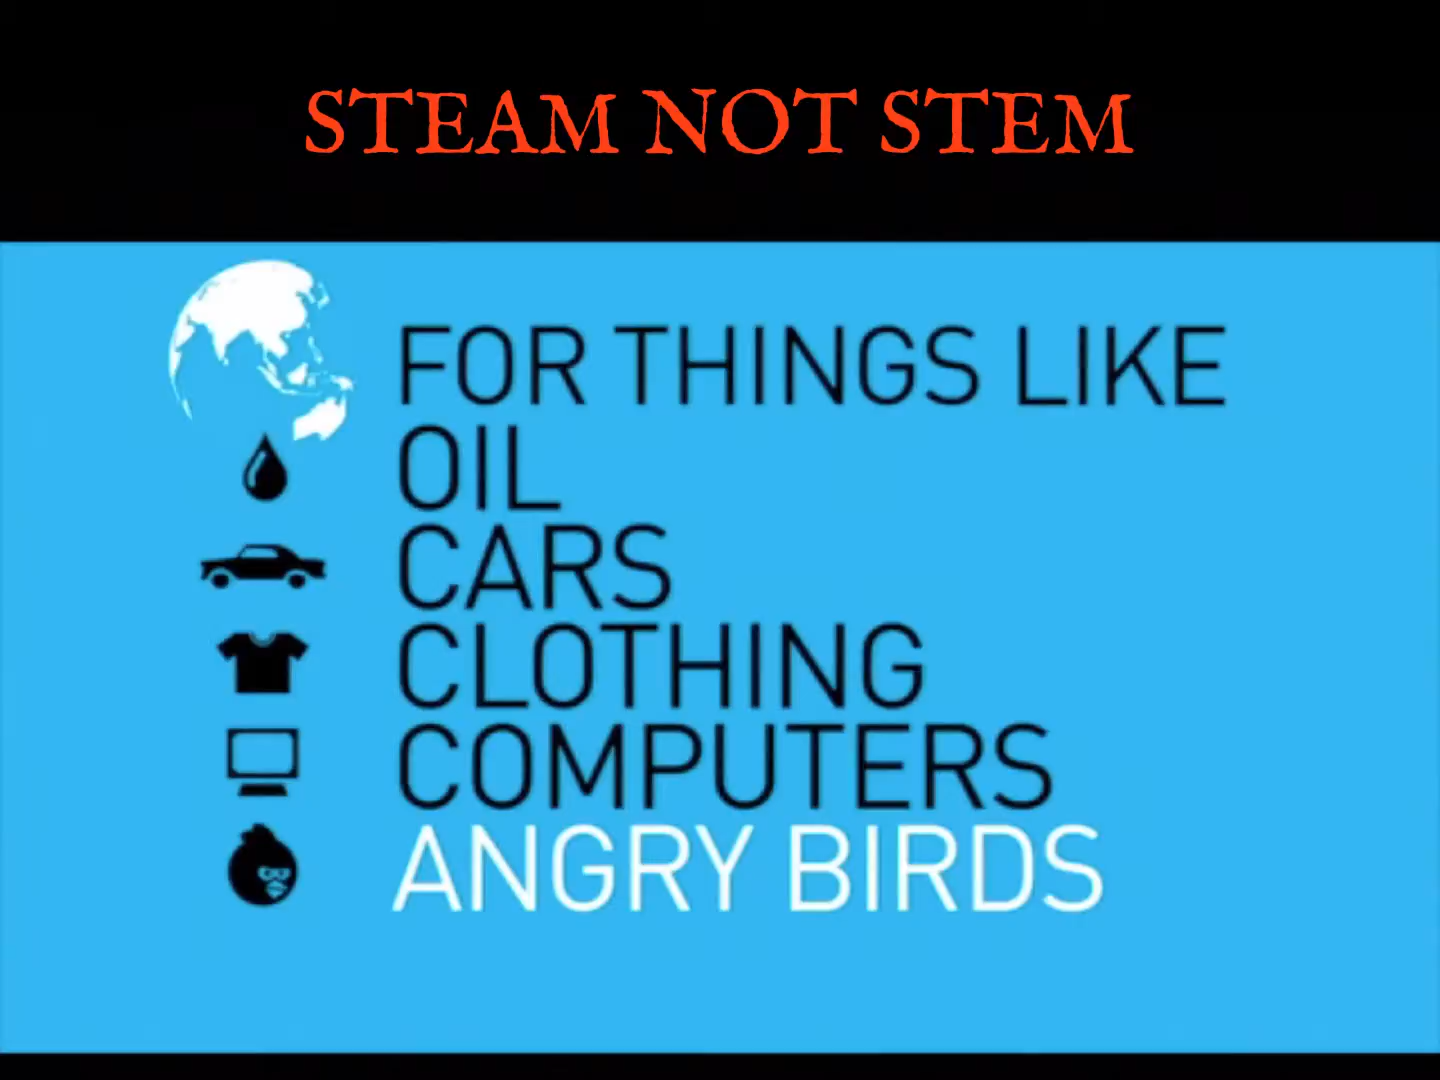 STEAM NOT STEM
FOR THINGS LIKE
OIL
CARS
CLOTHING
COMPUTERS
ANGRY BIRDS